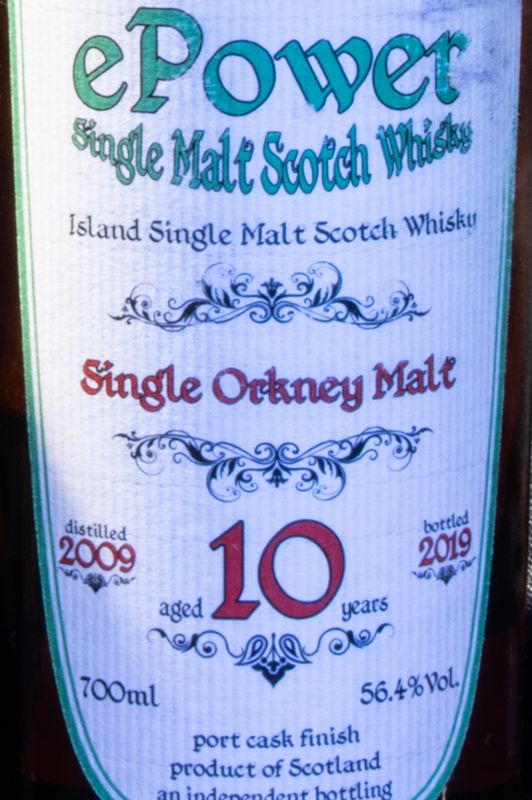 ePower
Single Malt Scotch Whisky
Island Single Malt Scotch Whisky
Single Orkney Malt
distilled
2009
aged 10 years
bottled
2019
700ml
56.4% Vol.
port cask finish
product of Scotland
an independent bottling